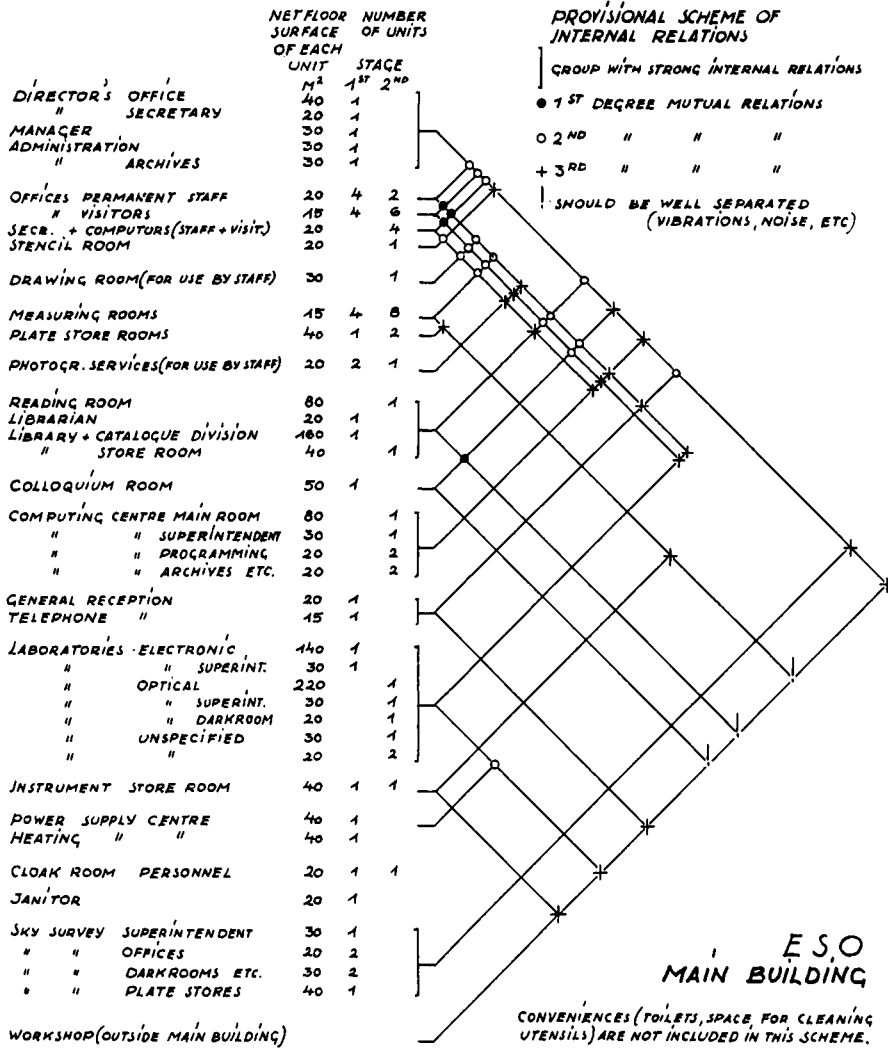 NET FLOOR NUMBER
SURFACE OF UNITS
OF EACH
UNIT STAGE
M² 1ST 2ND
DIRECTOR'S OFFICE 40 1
" SECRETARY 20 1
MANAGER 30 1
ADMINISTRATION 30 1
" ARCHIVES 30 1
OFFICES PERMANENT STAFF 20 4 2
" VISITORS 15 4 6
SECR. + COMPUTORS (STAFF + VISIT.) 20 4
STENCIL ROOM 20 1
DRAWING ROOM (FOR USE BY STAFF) 30 1
MEASURING ROOMS 15 4 8
PLATE STORE ROOMS 40 1 2
PHOTOGR. SERVICES (FOR USE BY STAFF) 20 2 1
READING ROOM 80 1
LIBRARIAN 20 1
LIBRARY + CATALOGUE DIVISION 160 1
" STORE ROOM 40 1
COLLOQUIUM ROOM 50 1
COMPUTING CENTRE MAIN ROOM 80 1
" " SUPERINTENDENT 30 1
" " PROGRAMMING 20 2
" " ARCHIVES ETC. 20 2
GENERAL RECEPTION 20 1
TELEPHONE " 15 1
LABORATORIES - ELECTRONIC 140 1
" " SUPERINT. 30 1
" OPTICAL 220 1
" " SUPERINT. 30 1
" " DARKROOM 20 1
" UNSPECIFIED 30 1
" " 20 2
INSTRUMENT STORE ROOM 40 1 1
POWER SUPPLY CENTRE 40 1
HEATING " " 40 1
CLOAK ROOM PERSONNEL 20 1 1
JANITOR 20 1
SKY SURVEY SUPERINTENDENT 30 1
" " OFFICES 20 2
" " DARKROOMS ETC. 30 2
" " PLATE STORES 40 1
WORKSHOP (OUTSIDE MAIN BUILDING)
PROVISIONAL SCHEME OF
INTERNAL RELATIONS
] GROUP WITH STRONG INTERNAL RELATIONS
● 1ST DEGREE MUTUAL RELATIONS
○ 2ND " " "
+ 3RD " " "
! SHOULD BE WELL SEPARATED
(VIBRATIONS, NOISE, ETC)
E S.O
MAIN BUILDING
CONVENIENCES (TOILETS, SPACE FOR CLEANING
UTENSILS) ARE NOT INCLUDED IN THIS SCHEME.